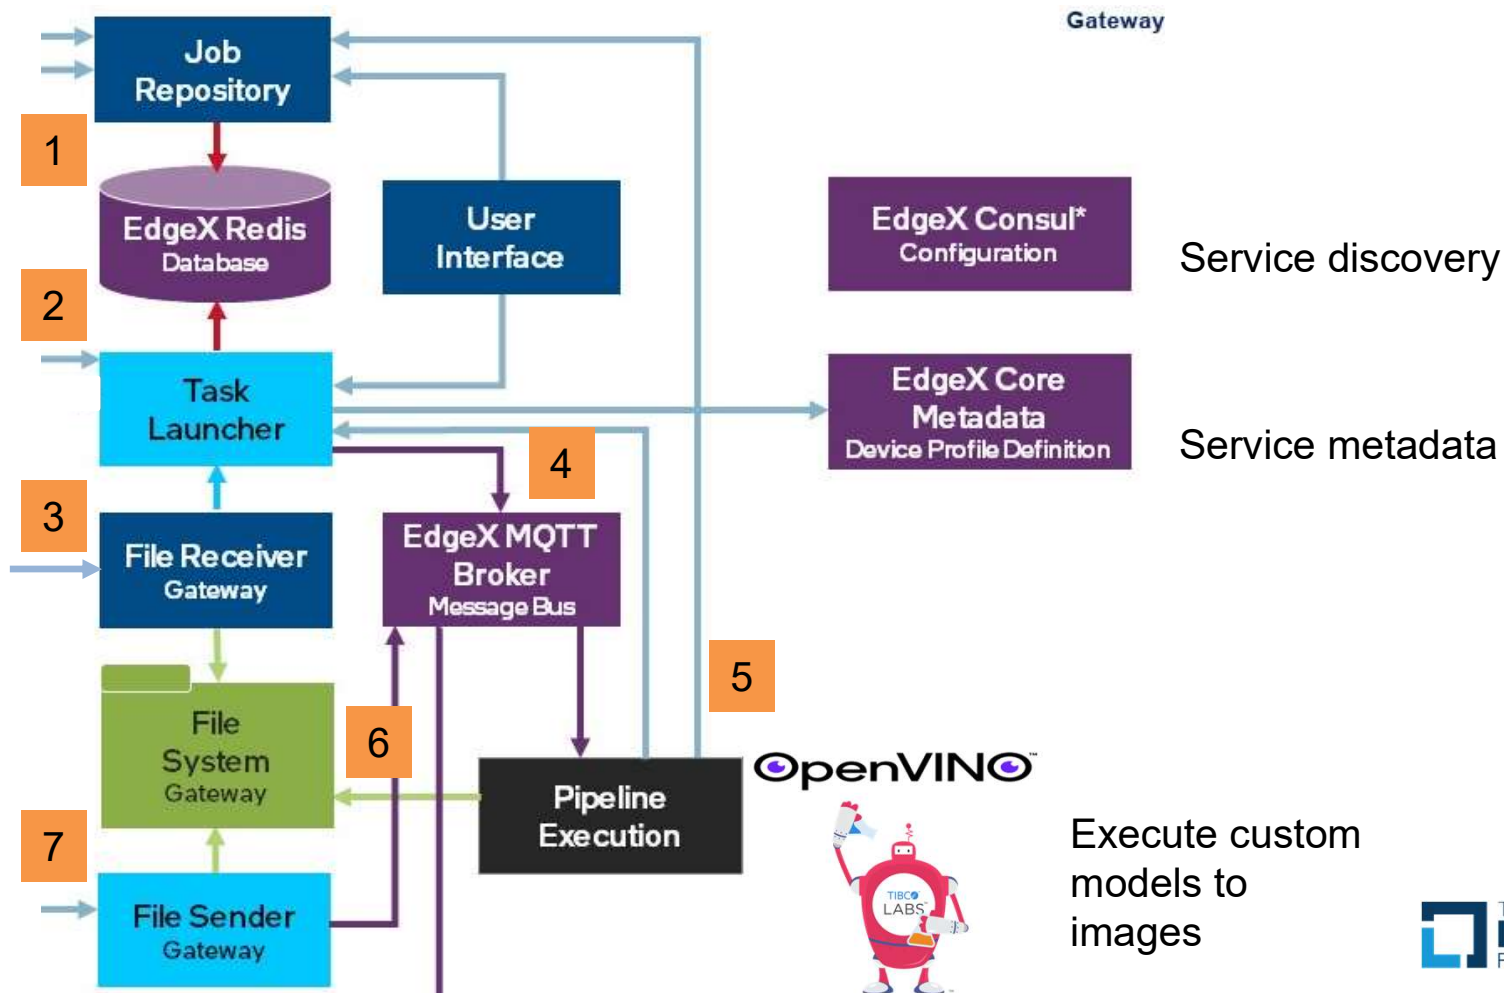 Gateway
Job
Repository
1
EdgeX Redis
Database
User
Interface
EdgeX Consul*
Configuration
Service discovery
2
Task
Launcher
EdgeX Core
Metadata
Device Profile Definition
Service metadata
4
3
File Receiver
Gateway
EdgeX MQTT
Broker
Message Bus
5
File
System
Gateway
6
OpenVINO™
Pipeline
Execution
7
File Sender
Gateway
TIBCO
LABS™
Execute custom
models to
images